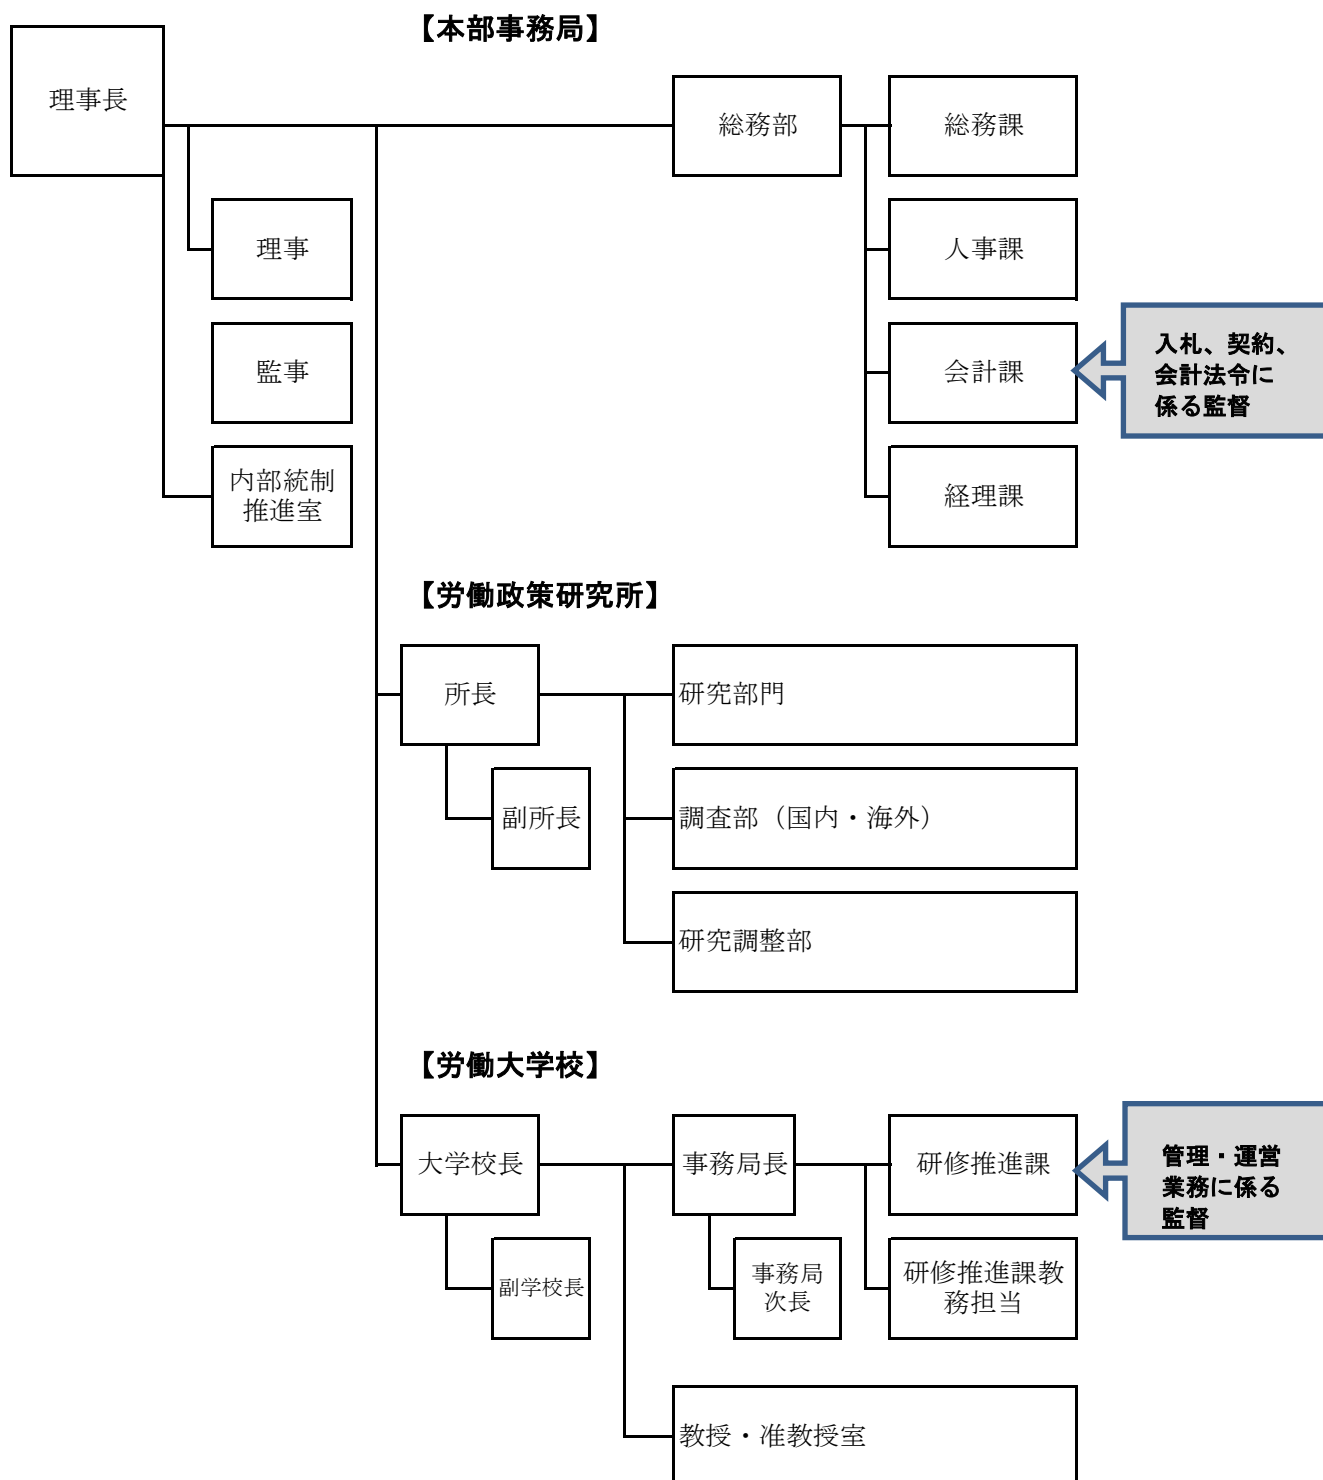 【本部事務局】
理事長
総務部
総務課
理事
人事課
監事
会計課
入札、契約、
会計法令に
係る監督
内部統制
推進室
経理課
【労働政策研究所】
所長
研究部門
副所長
調査部（国内・海外）
研究調整部
【労働大学校】
大学校長
事務局長
研修推進課
管理・運営
業務に係る
監督
副学校長
事務局
次長
研修推進課教
務担当
教授・准教授室